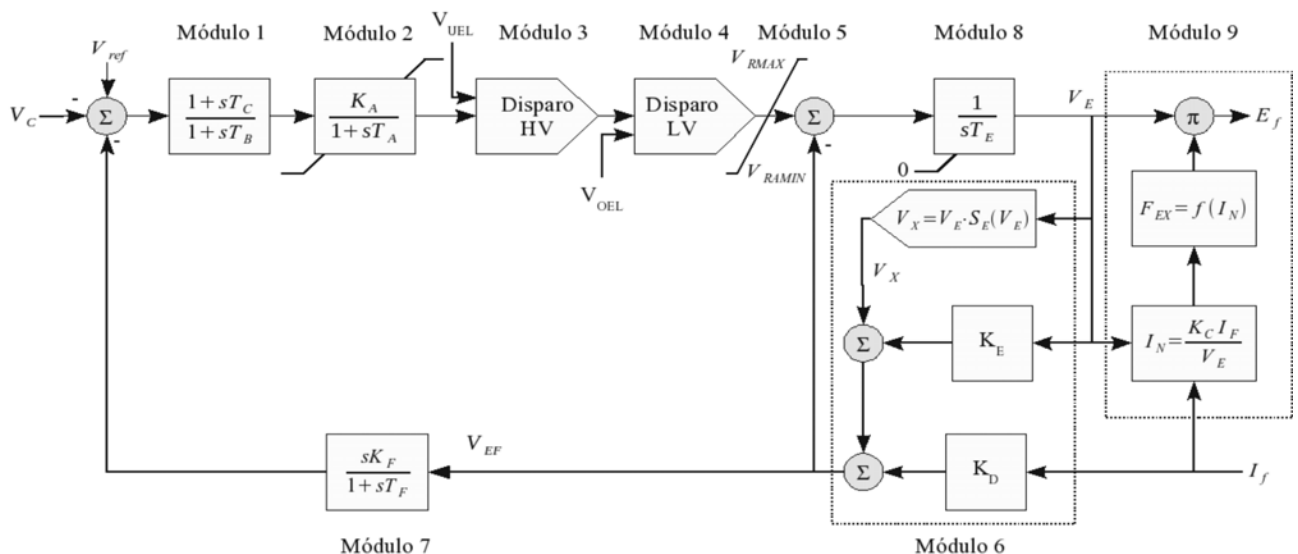 Módulo 1
Módulo 2
V_UEL
Módulo 3
Módulo 4
Módulo 5
Módulo 8
Módulo 9
V_ref
V_C
-
Σ
-
1+sT_C
1+sT_B
K_A
1+sT_A
Disparo
HV
Disparo
LV
V_OEL
V_RMAX
V_RAMIN
Σ
-
1
sT_E
0
V_E
π
E_f
F_EX=f(I_N)
V_X=V_E·S_E(V_E)
V_X
Σ
K_E
I_N=K_C I_F
V_E
V_EF
sK_F
1+sT_F
Σ
K_D
I_f
Módulo 7
Módulo 6